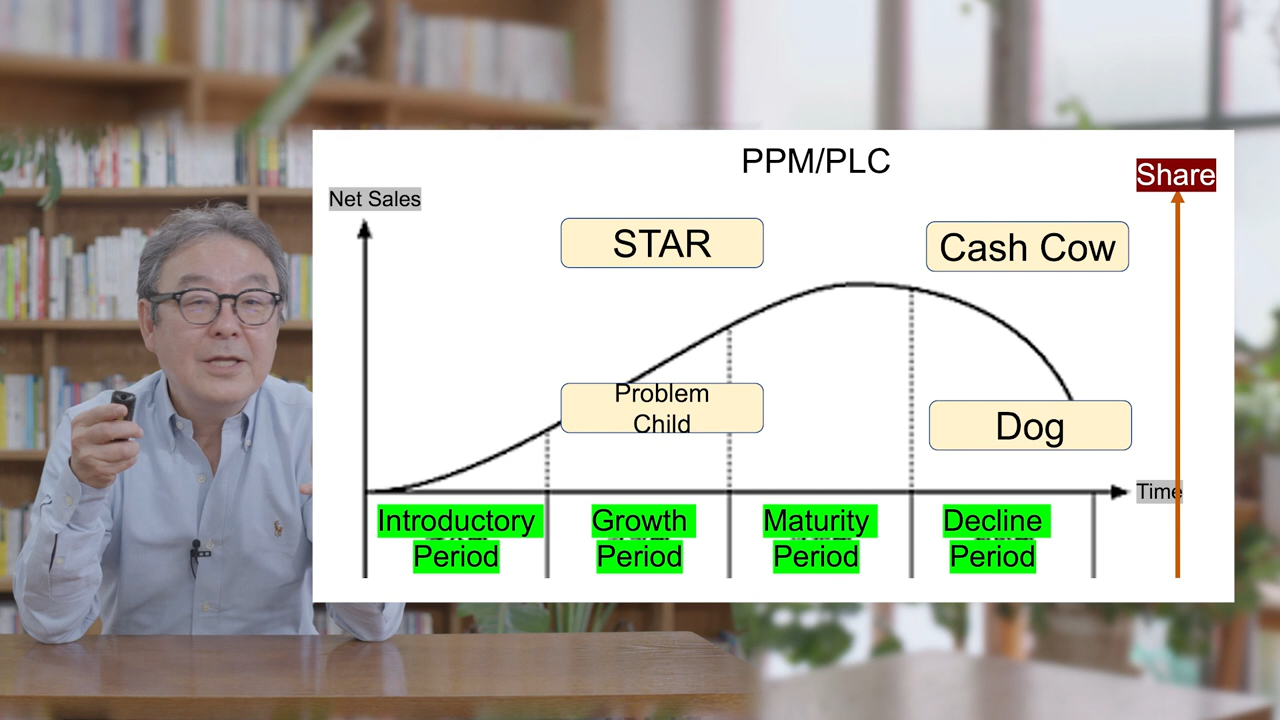 PPM/PLC
Share
Net Sales
STAR
Cash Cow
Problem
Child
Dog
Time
Introductory
Period
Growth
Period
Maturity
Period
Decline
Period